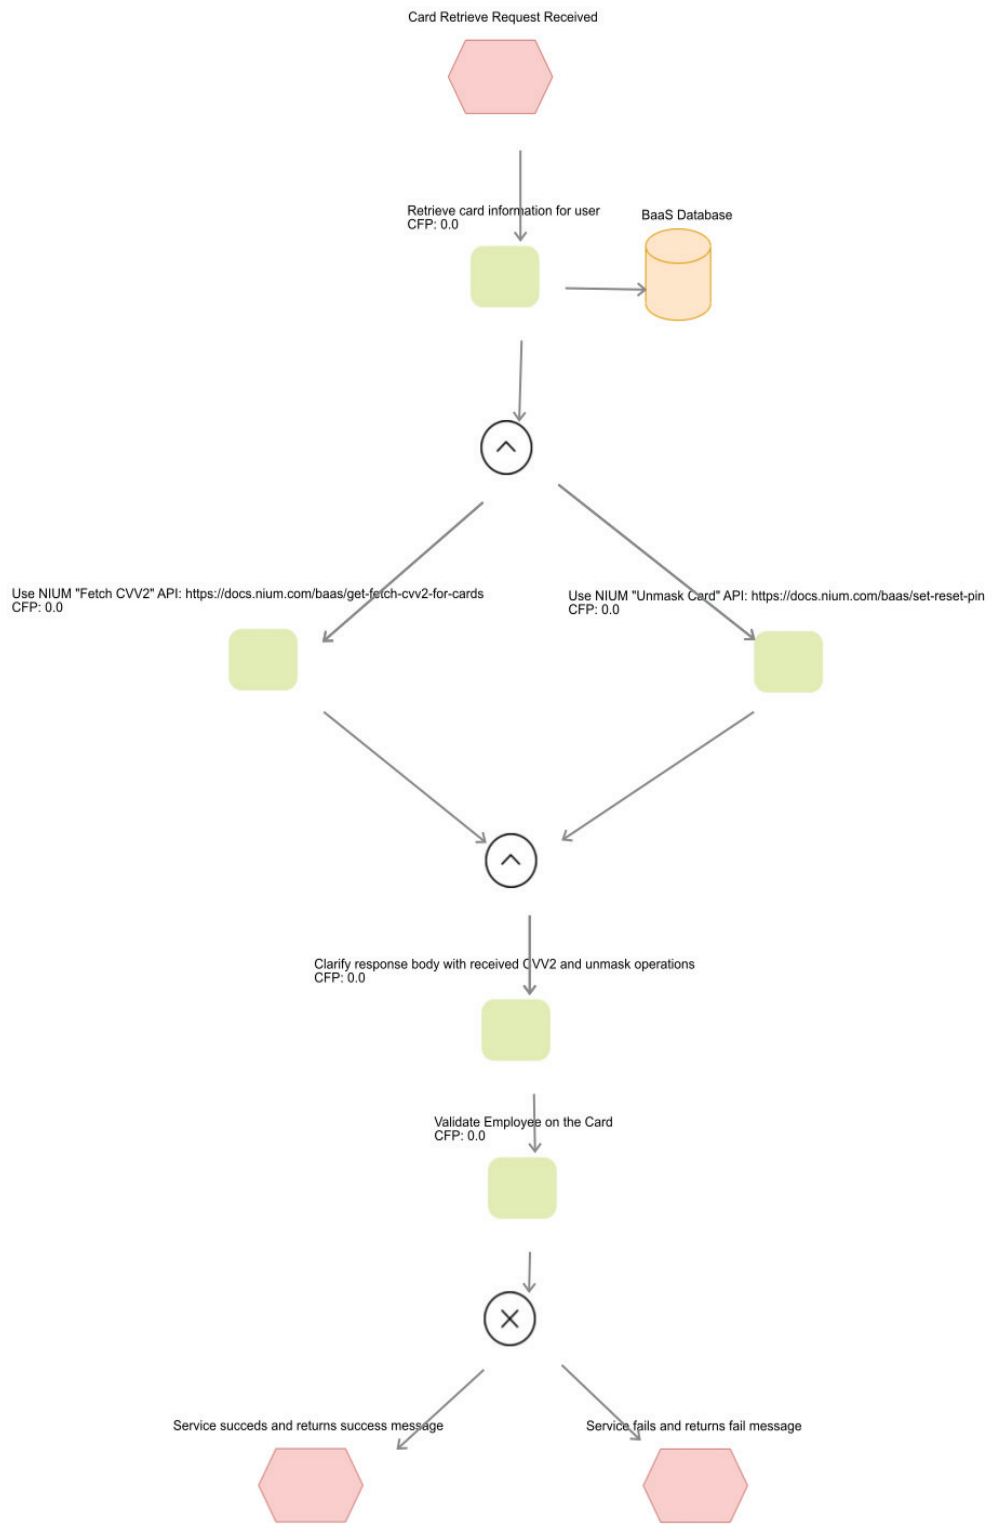 Card Retrieve Request Received
Retrieve card information for user
CFP: 0.0
BaaS Database
Use NIUM "Fetch CVV2" API: https://docs.nium.com/baas/get-fetch-cvv2-for-cards
CFP: 0.0
Use NIUM "Unmask Card" API: https://docs.nium.com/baas/set-reset-pin
CFP: 0.0
Clarify response body with received CVV2 and unmask operations
CFP: 0.0
Validate Employee on the Card
CFP: 0.0
Service succeds and returns success message
Service fails and returns fail message